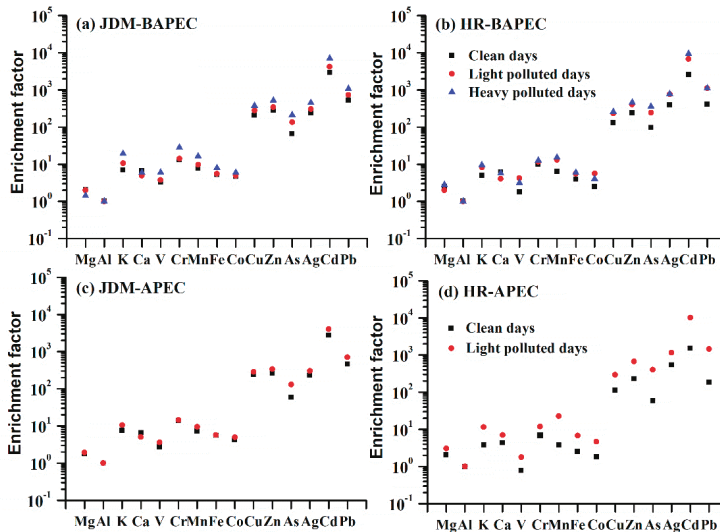 (a) JDM-BAPEC
Enrichment factor
10^5
10^4
10^3
10^2
10^1
10^0
10^-1
Mg Al K Ca V Cr Mn Fe Co Cu Zn As Ag Cd Pb
(b) HR-BAPEC
Clean days
Light polluted days
Heavy polluted days
Enrichment factor
10^5
10^4
10^3
10^2
10^1
10^0
10^-1
Mg Al K Ca V Cr Mn Fe Co Cu Zn As Ag Cd Pb
(c) JDM-APEC
Enrichment factor
10^5
10^4
10^3
10^2
10^1
10^0
10^-1
Mg Al K Ca V Cr Mn Fe Co Cu Zn As Ag Cd Pb
(d) HR-APEC
Clean days
Light polluted days
Enrichment factor
10^5
10^4
10^3
10^2
10^1
10^0
10^-1
Mg Al K Ca V Cr Mn Fe Co Cu Zn As Ag Cd Pb